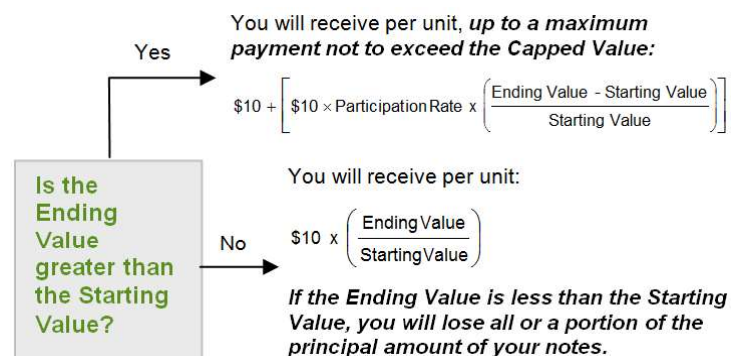 You will receive per unit, up to a maximum
payment not to exceed the Capped Value:
Yes
$10 + [ $10 × Participation Rate x ( Ending Value - Starting Value / Starting Value ) ]
Is the
Ending
Value
greater than
the Starting
Value?
No
You will receive per unit:
$10 x ( Ending Value / Starting Value )
If the Ending Value is less than the Starting
Value, you will lose all or a portion of the
principal amount of your notes.